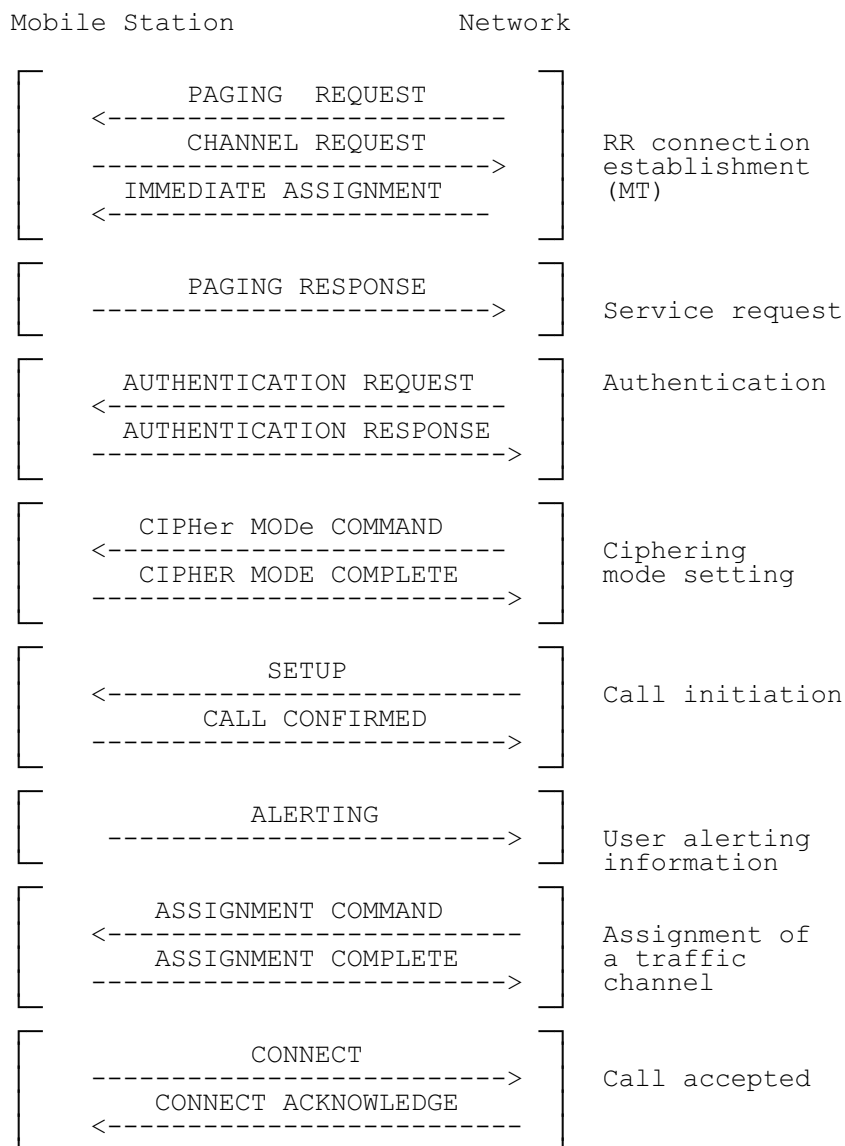 Mobile Station Network
PAGING REQUEST
<-------------------------
CHANNEL REQUEST
------------------------->
RR connection
establishment
IMMEDIATE ASSIGNMENT
(MT)
<------------------------
PAGING RESPONSE
------------------------->
Service request
AUTHENTICATION REQUEST
Authentication
<-------------------------
AUTHENTICATION RESPONSE
-------------------------->
CIPHer MODe COMMAND
<-------------------------
Ciphering
CIPHER MODE COMPLETE
mode setting
-------------------------->
SETUP
<--------------------------
Call initiation
CALL CONFIRMED
-------------------------->
ALERTING
------------------------->
User alerting
information
ASSIGNMENT COMMAND
<--------------------------
Assignment of
ASSIGNMENT COMPLETE
a traffic
-------------------------->
channel
CONNECT
-------------------------->
Call accepted
CONNECT ACKNOWLEDGE
<--------------------------